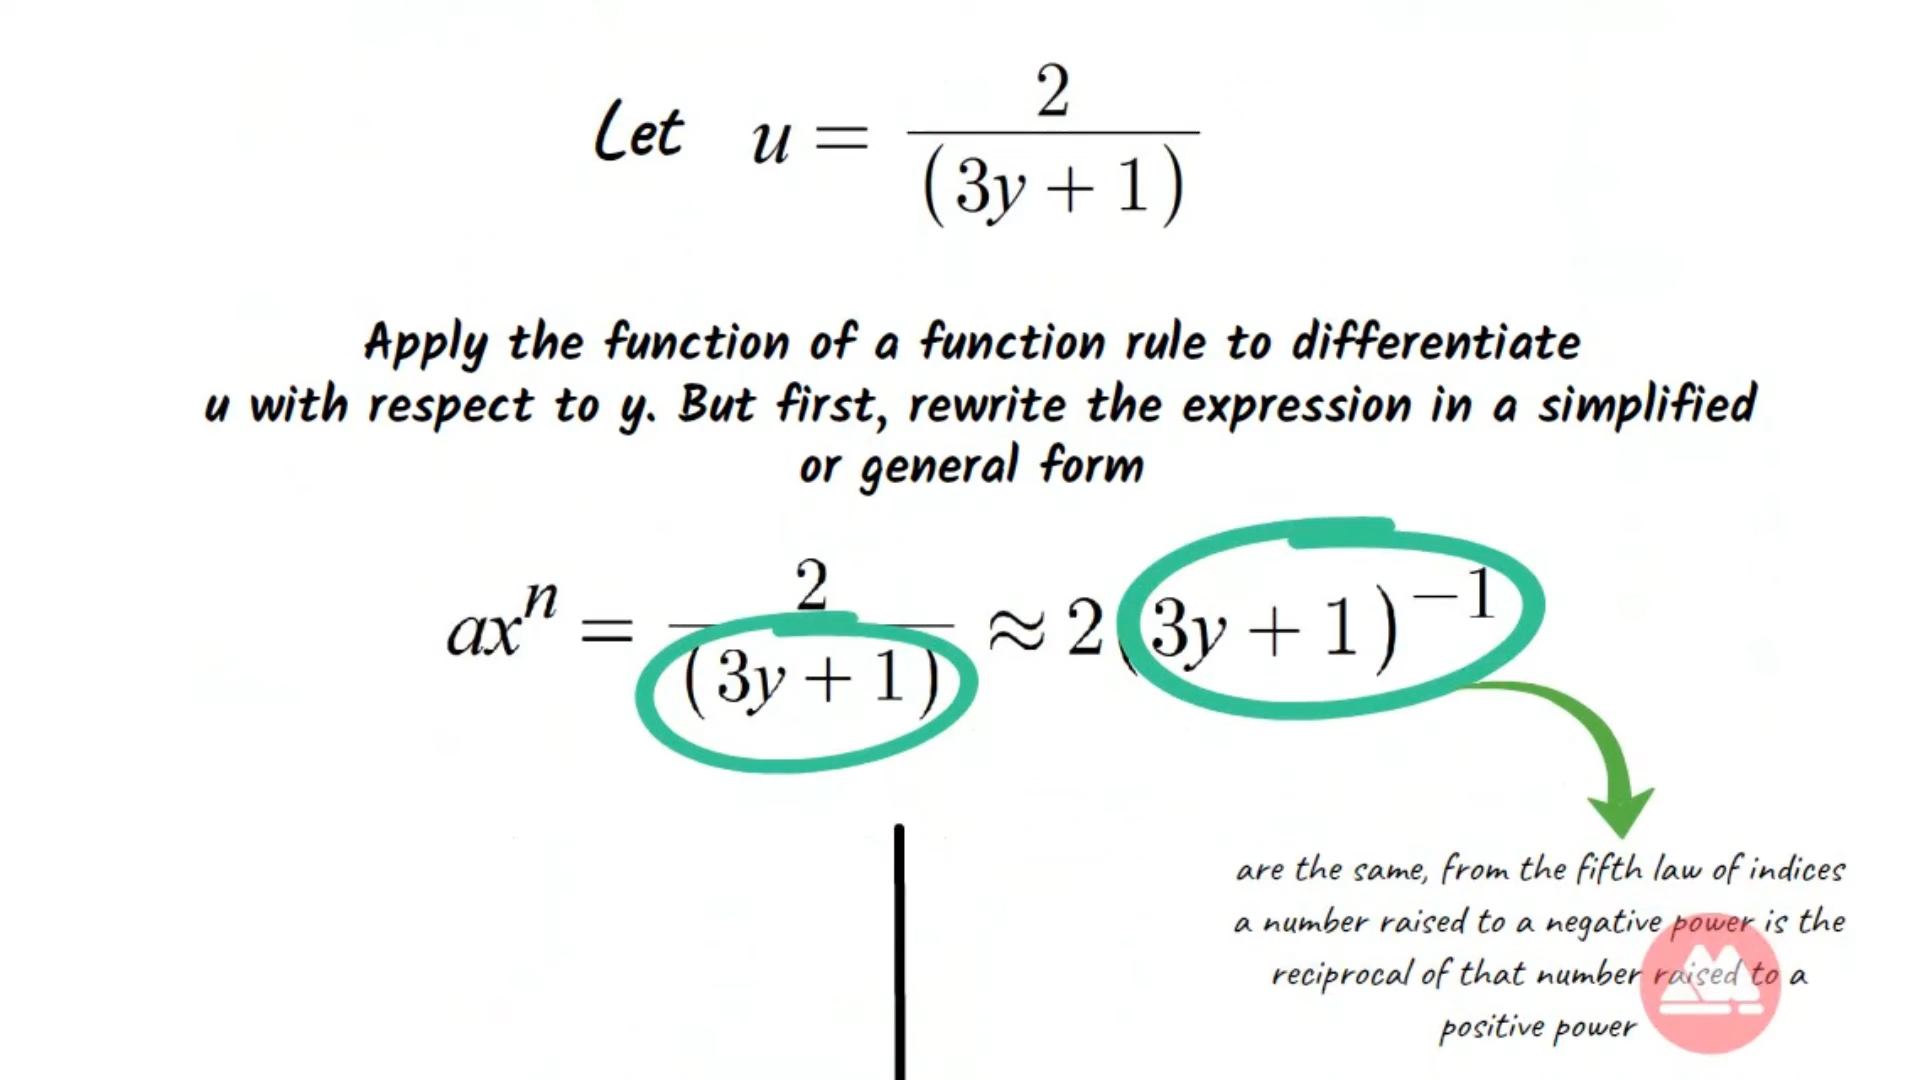 Let u = 2 / (3y + 1)
Apply the function of a function rule to differentiate
u with respect to y. But first, rewrite the expression in a simplified
or general form
axⁿ = 2 / (3y + 1) ≈ 2(3y + 1)⁻¹
are the same, from the fifth law of indices
a number raised to a negative power is the
reciprocal of that number raised to a
positive power